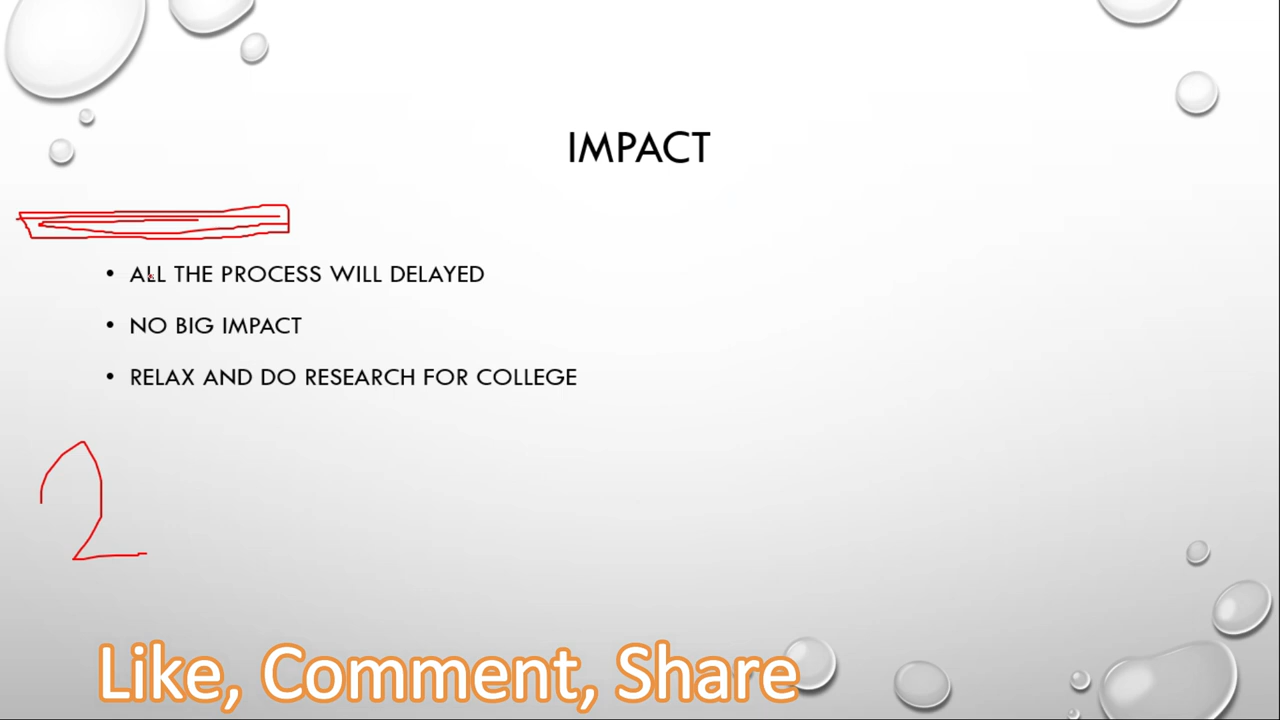 IMPACT
• ALL THE PROCESS WILL DELAYED
• NO BIG IMPACT
• RELAX AND DO RESEARCH FOR COLLEGE
2
Like, Comment, Share